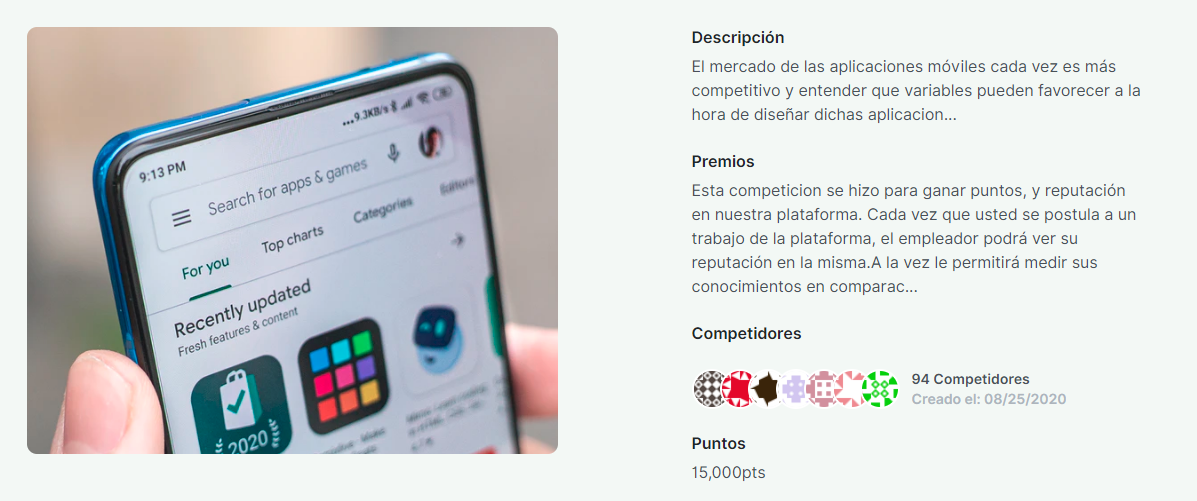 ...9.3KB/s
9:13 PM
Search for apps & games
For you
Top charts
Categories
Editors
Recently updated
Fresh features & content
2020
Descripción
El mercado de las aplicaciones móviles cada vez es más
competitivo y entender que variables pueden favorecer a la
hora de diseñar dichas aplicacion...
Premios
Esta competicion se hizo para ganar puntos, y reputación
en nuestra plataforma. Cada vez que usted se postula a un
trabajo de la plataforma, el empleador podrá ver su
reputación en la misma.A la vez le permitirá medir sus
conocimientos en comparac...
Competidores
94 Competidores
Creado el: 08/25/2020
Puntos
15,000pts